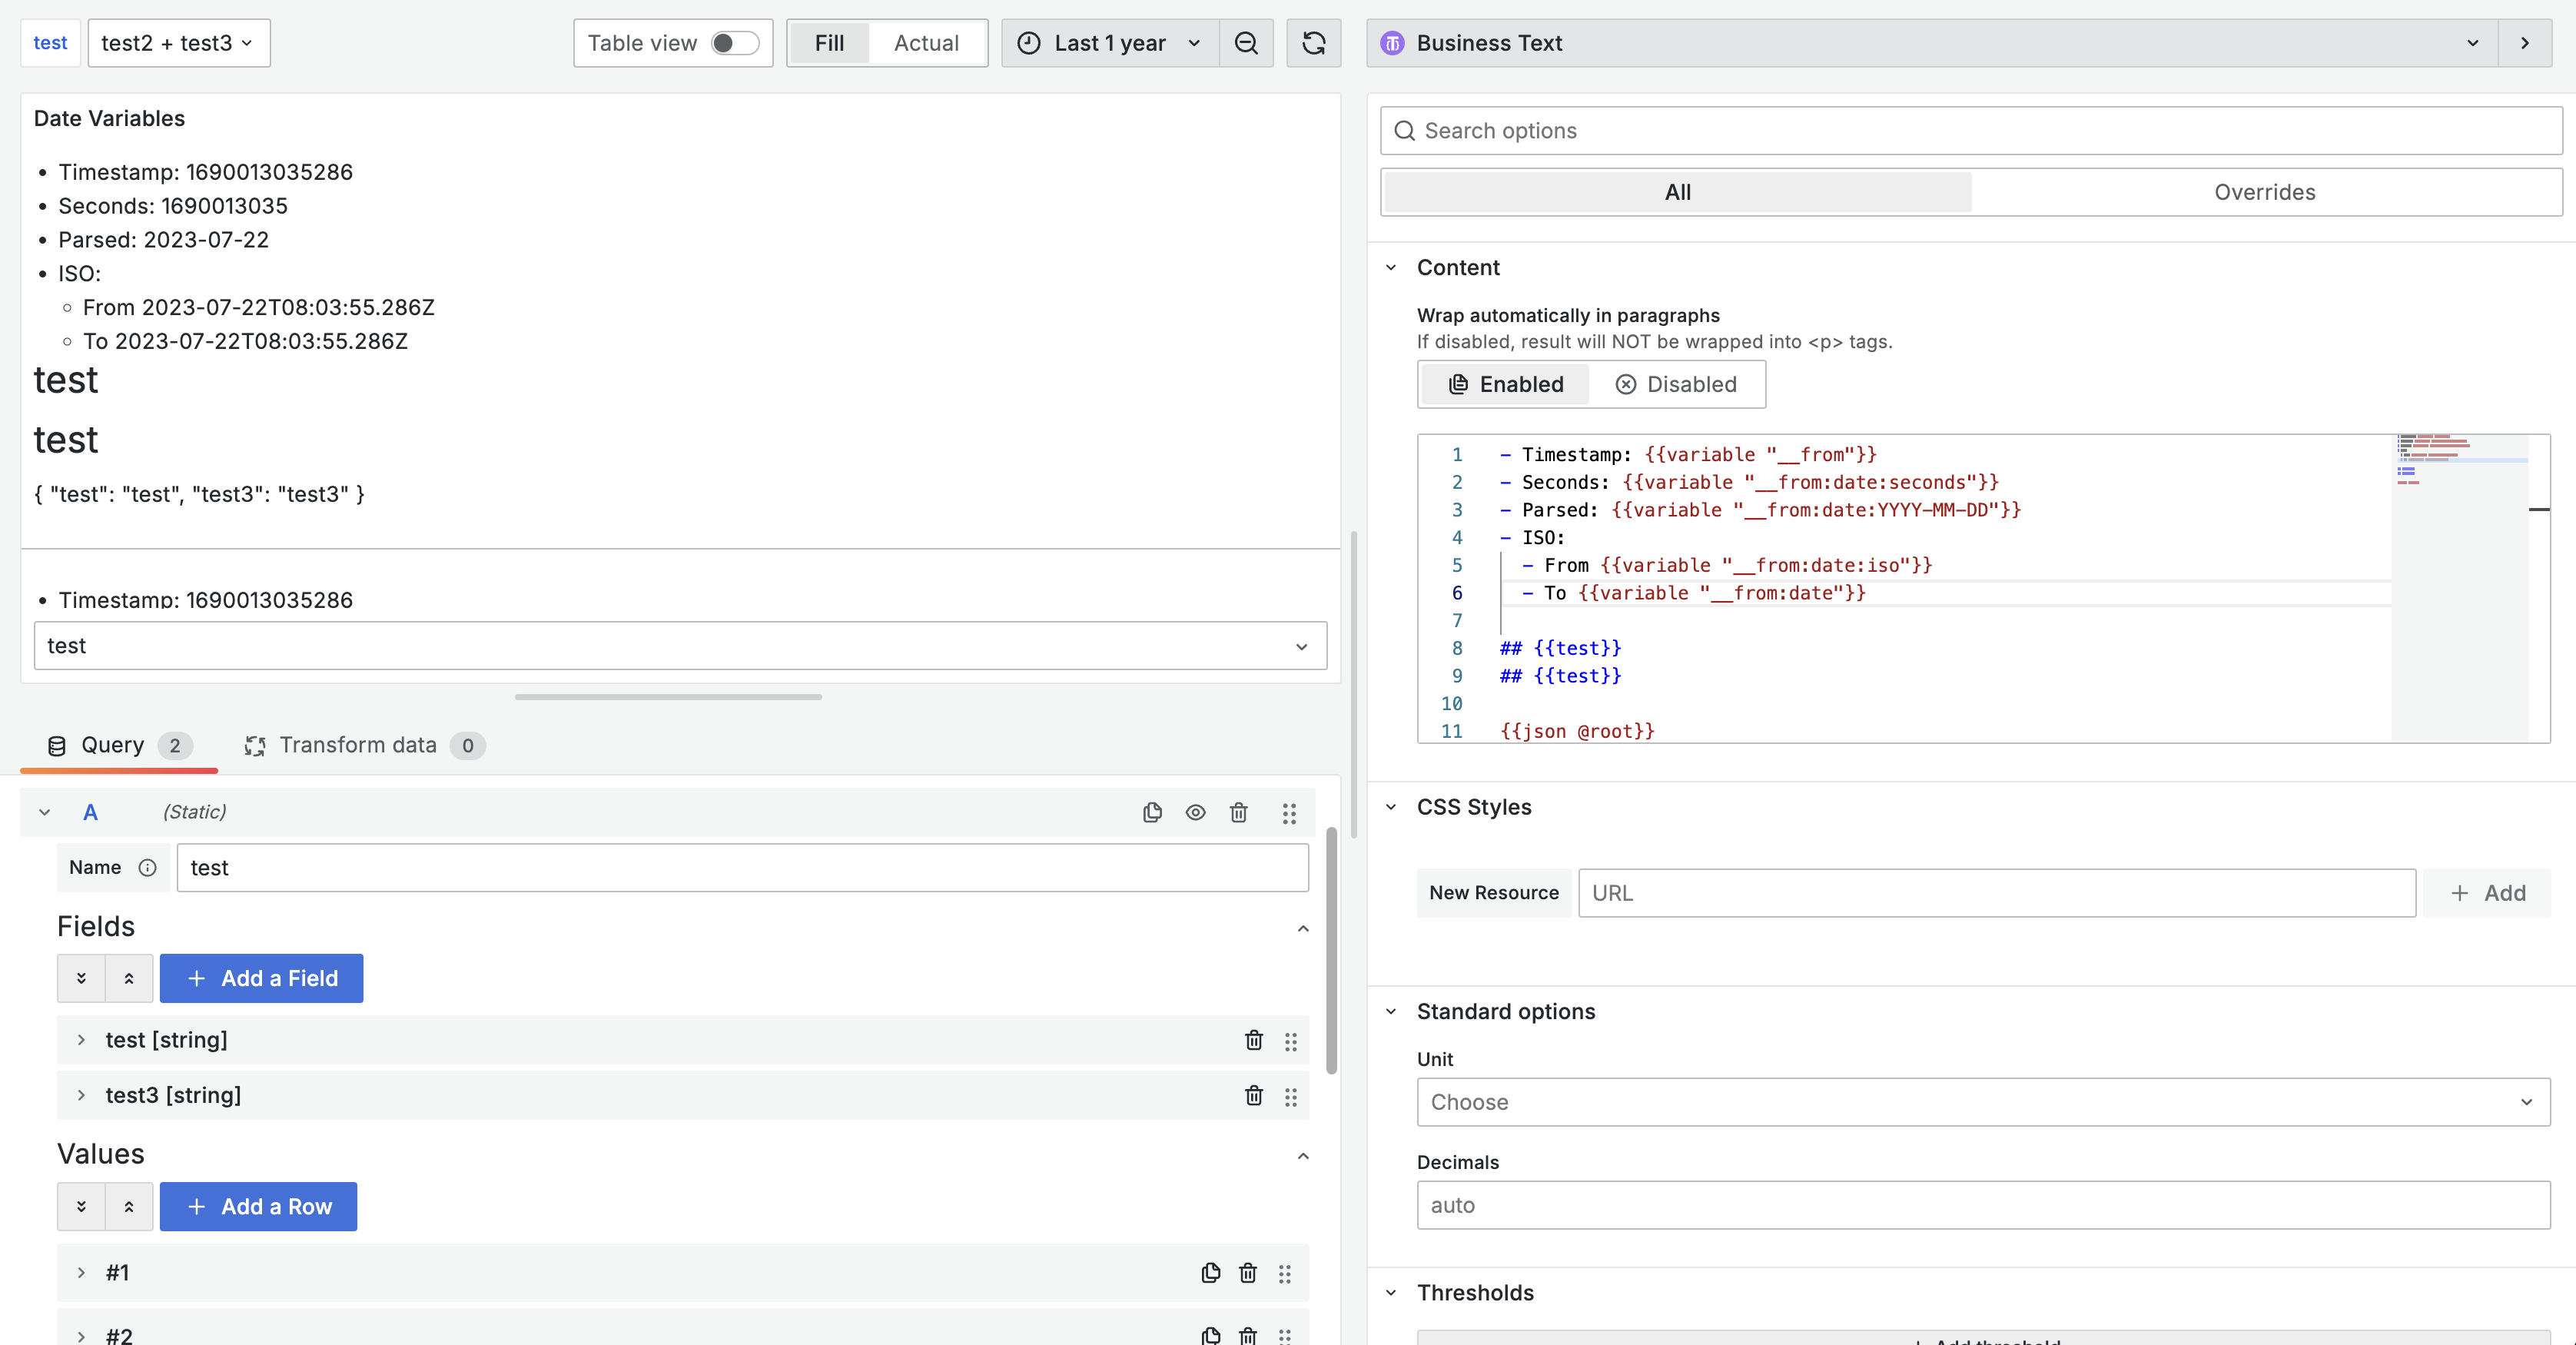 test
test2 + test3
Table view
Fill
Actual
Last 1 year
Business Text
Date Variables
• Timestamp: 1690013035286
• Seconds: 1690013035
• Parsed: 2023-07-22
• ISO:
◦ From 2023-07-22T08:03:55.286Z
◦ To 2023-07-22T08:03:55.286Z
test
test
{ "test": "test", "test3": "test3" }
• Timestamp: 1690013035286
test
Query 2
Transform data 0
A (Static)
Name test
Fields
+ Add a Field
test [string]
test3 [string]
Values
+ Add a Row
#1
#2
Search options
All
Overrides
Content
Wrap automatically in paragraphs
If disabled, result will NOT be wrapped into <p> tags.
Enabled
Disabled
1 - Timestamp: {{variable "__from"}}
2 - Seconds: {{variable "__from:date:seconds"}}
3 - Parsed: {{variable "__from:date:YYYY-MM-DD"}}
4 - ISO:
5 - From {{variable "__from:date:iso"}}
6 - To {{variable "__from:date"}}
7
8 ## {{test}}
9 ## {{test}}
10
11 {{json @root}}
CSS Styles
New Resource URL + Add
Standard options
Unit
Choose
Decimals
auto
Thresholds
+ Add threshold